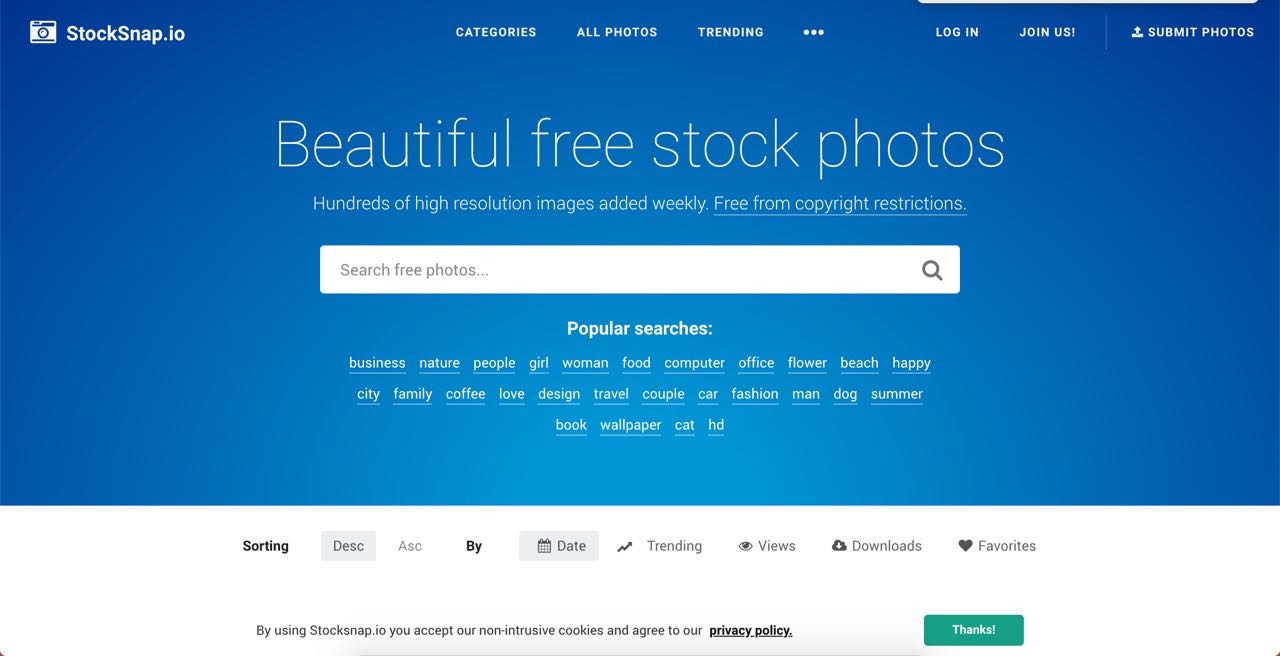 StockSnap.io CATEGORIES ALL PHOTOS TRENDING ••• LOG IN JOIN US! SUBMIT PHOTOS
Beautiful free stock photos
Hundreds of high resolution images added weekly. Free from copyright restrictions.
Search free photos...
Popular searches:
business nature people girl woman food computer office flower beach happy
city family coffee love design travel couple car fashion man dog summer
book wallpaper cat hd
Sorting Desc Asc By Date Trending Views Downloads Favorites
By using Stocksnap.io you accept our non-intrusive cookies and agree to our privacy policy. Thanks!